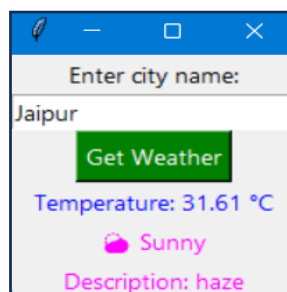 Enter city name:
Jaipur
Get Weather
Temperature: 31.61 °C
🌥 Sunny
Description: haze